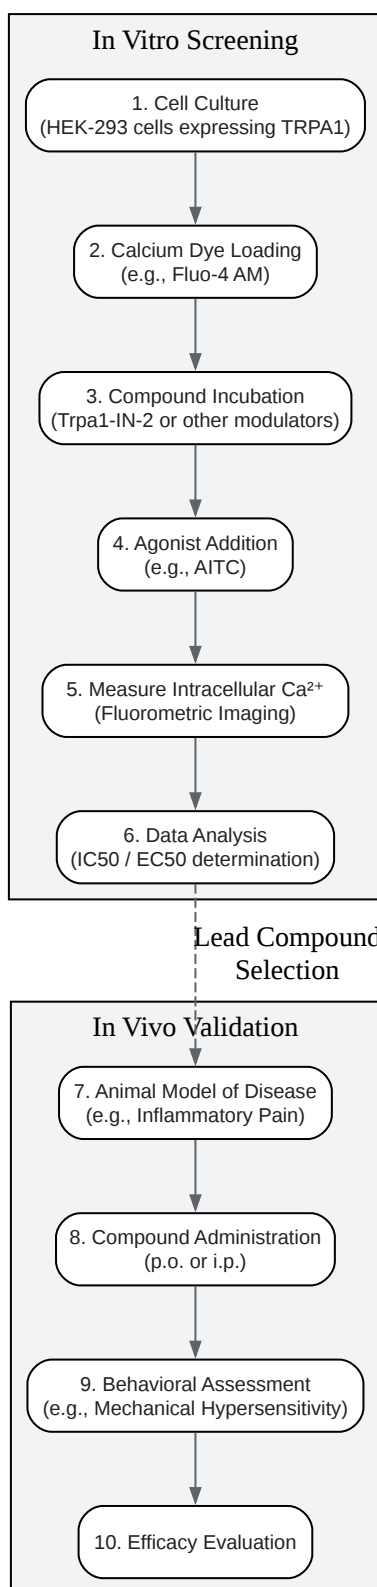 In Vitro Screening
1. Cell Culture
(HEK-293 cells expressing TRPA1)
2. Calcium Dye Loading
(e.g., Fluo-4 AM)
3. Compound Incubation
(Trpa1-IN-2 or other modulators)
4. Agonist Addition
(e.g., AITC)
5. Measure Intracellular Ca²⁺
(Fluorometric Imaging)
6. Data Analysis
(IC50 / EC50 determination)
Lead Compound
Selection
In Vivo Validation
7. Animal Model of Disease
(e.g., Inflammatory Pain)
8. Compound Administration
(p.o. or i.p.)
9. Behavioral Assessment
(e.g., Mechanical Hypersensitivity)
10. Efficacy Evaluation